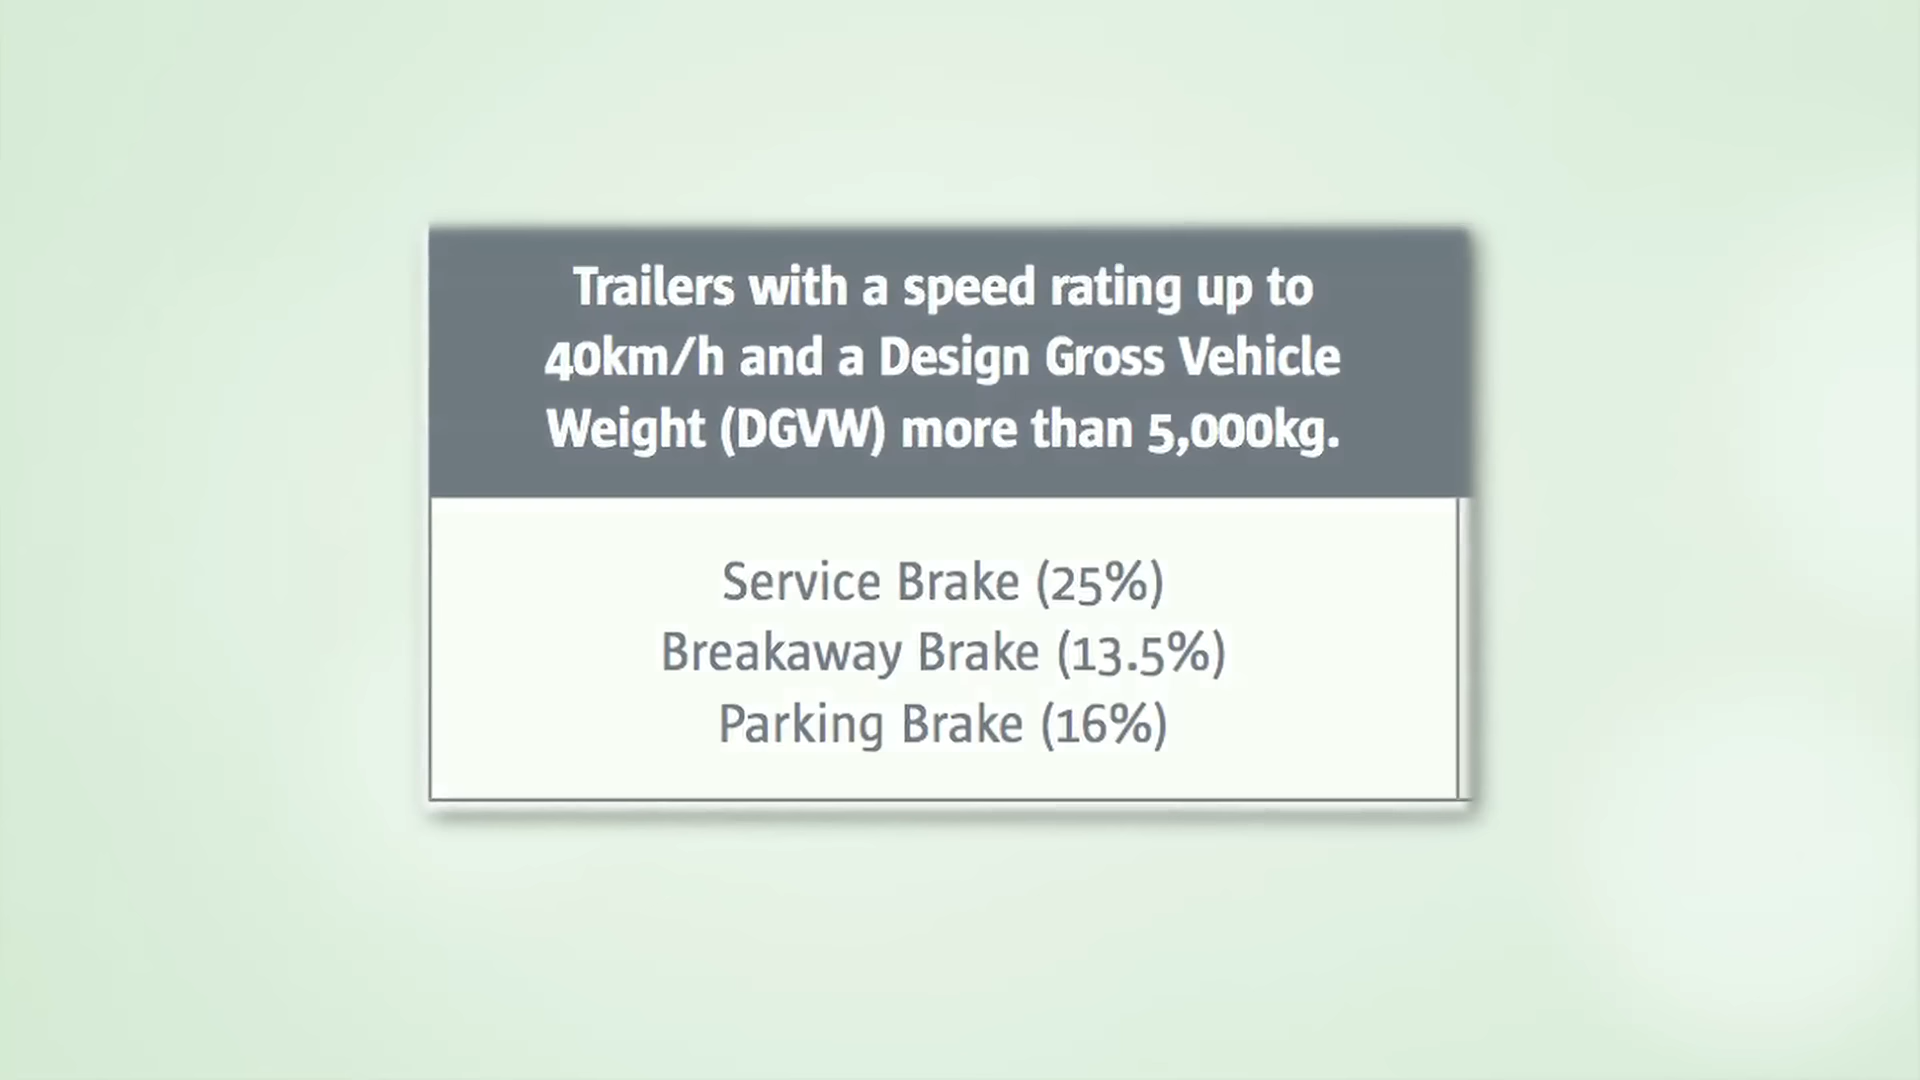 Trailers with a speed rating up to
40km/h and a Design Gross Vehicle
Weight (DGVW) more than 5,000kg.
Service Brake (25%)
Breakaway Brake (13.5%)
Parking Brake (16%)